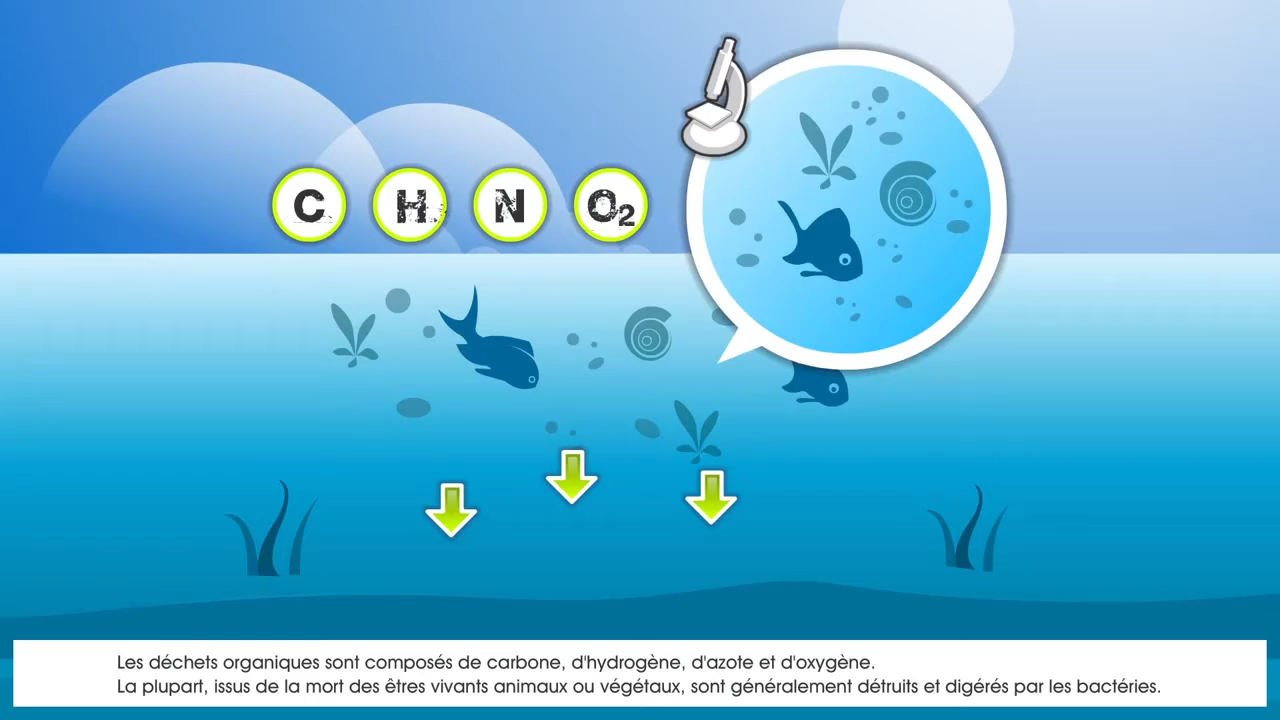 C H N O2
Les déchets organiques sont composés de carbone, d'hydrogène, d'azote et d'oxygène.
La plupart, issus de la mort des êtres vivants animaux ou végétaux, sont généralement détruits et digérés par les bactéries.